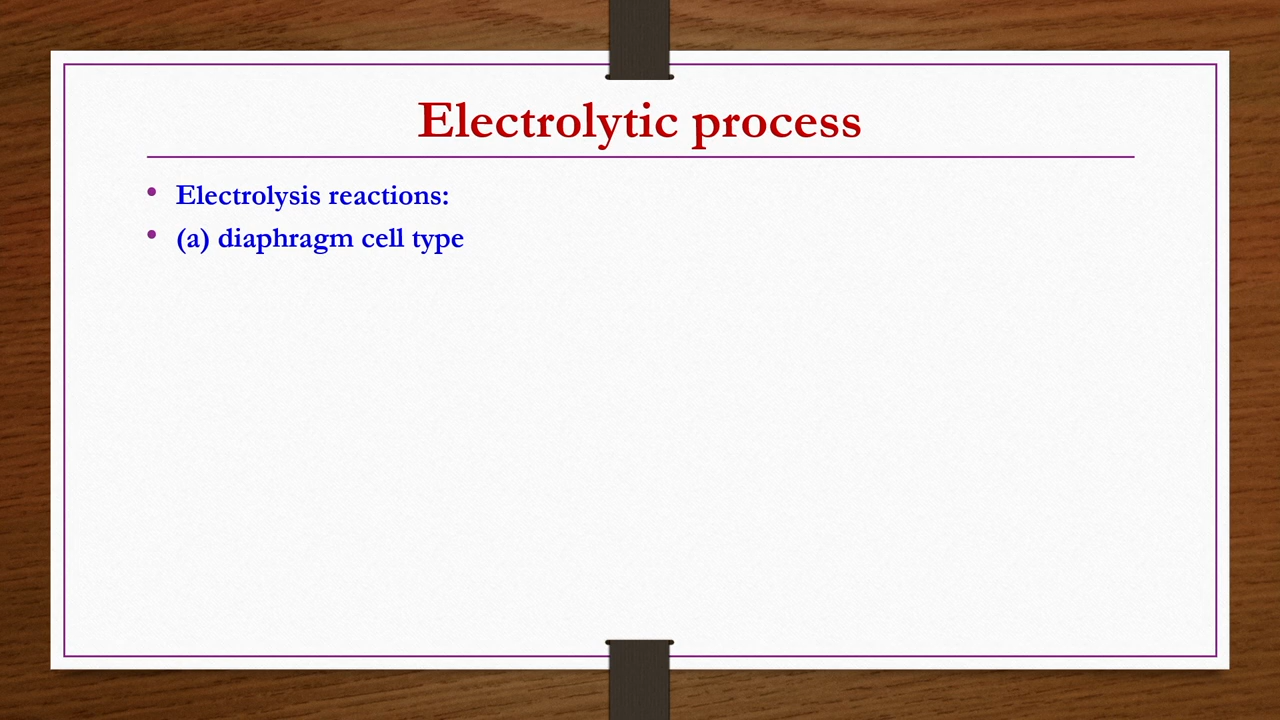 Electrolytic process
• Electrolysis reactions:
• (a) diaphragm cell type